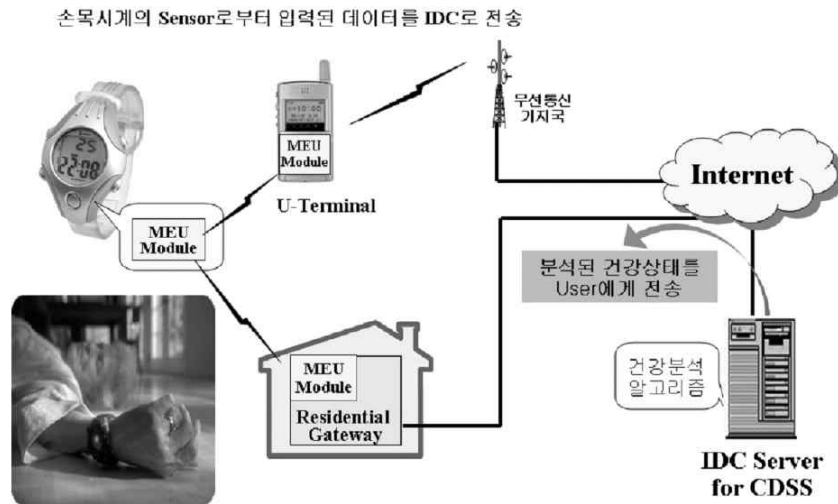 손목시계의 Sensor로부터 입력된 데이터를 IDC로 전송
무선통신
기지국
MEU
Module
U-Terminal
Internet
MEU
Module
분석된 건강상태를
User에게 전송
MEU
Module
Residential
Gateway
건강분석
알고리즘
IDC Server
for CDSS